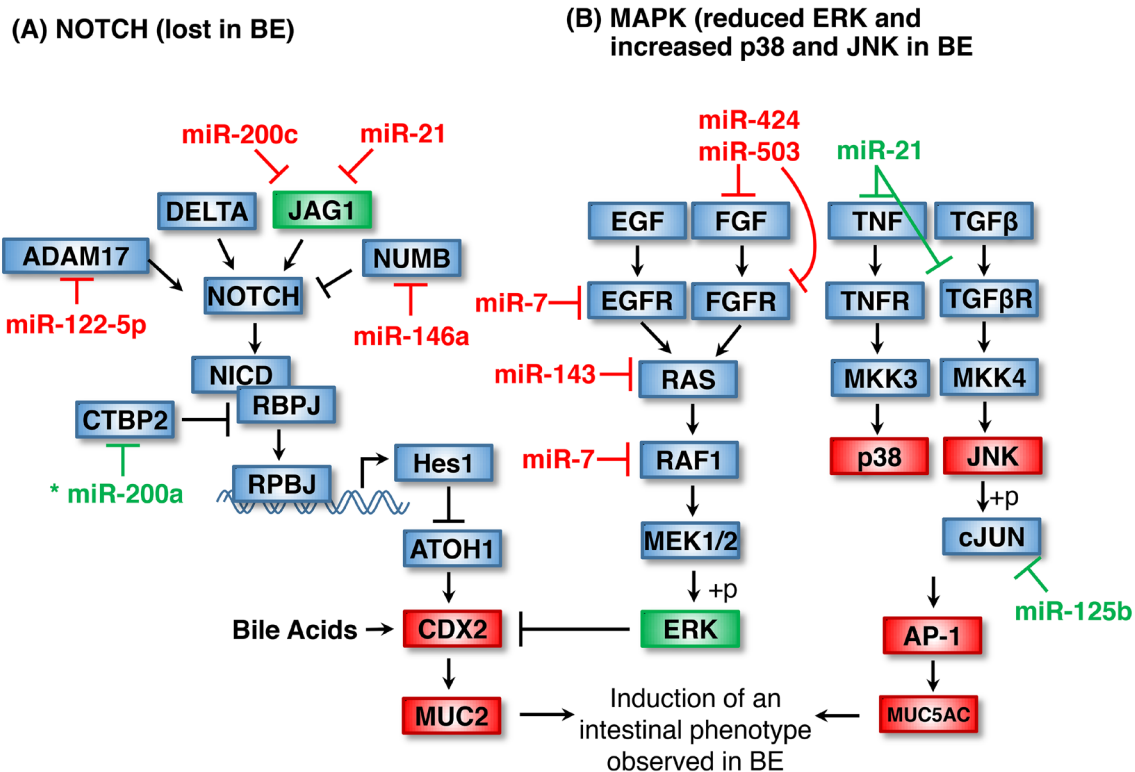 (A) NOTCH (lost in BE)
(B) MAPK (reduced ERK and
increased p38 and JNK in BE
miR-200c
miR-21
DELTA
JAG1
ADAM17
NUMB
NOTCH
miR-122-5p
miR-146a
NICD
RBPJ
CTBP2
* miR-200a
RPBJ
Hes1
ATOH1
Bile Acids
CDX2
MUC2
miR-424
miR-503
miR-21
EGF
FGF
TNF
TGFβ
miR-7
EGFR
FGFR
TNFR
TGFβR
miR-143
RAS
MKK3
MKK4
miR-7
RAF1
p38
JNK
+p
MEK1/2
cJUN
+p
miR-125b
ERK
AP-1
Induction of an
intestinal phenotype
observed in BE
MUC5AC